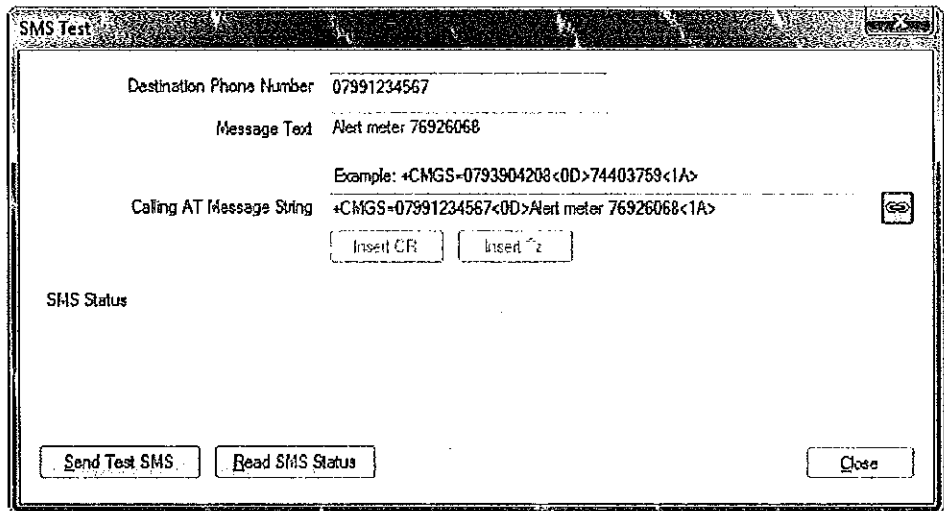 SMS Test
Destination Phone Number 07991234567
Message Text Alert meter 76926068
Example: +CMGS=0793904208<0D>74403759<1A>
Calling AT Message String +CMGS=07991234567<0D>Alert meter 76926068<1A>
Insert CR Insert ^z
SMS Status
Send Test SMS Read SMS Status Close